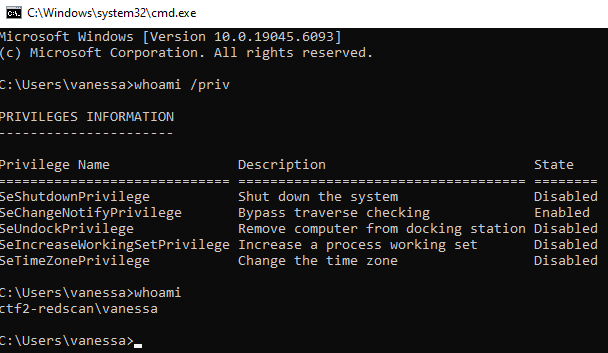 C:\Windows\system32\cmd.exe
Microsoft Windows [Version 10.0.19045.6093]
(c) Microsoft Corporation. All rights reserved.
C:\Users\vanessa>whoami /priv
PRIVILEGES INFORMATION
----------------------
Privilege Name                Description                          State
============================= ==================================== ========
SeShutdownPrivilege           Shut down the system                 Disabled
SeChangeNotifyPrivilege       Bypass traverse checking             Enabled
SeUndockPrivilege             Remove computer from docking station Disabled
SeIncreaseWorkingSetPrivilege Increase a process working set       Disabled
SeTimeZonePrivilege           Change the time zone                 Disabled
C:\Users\vanessa>whoami
ctf2-redscan\vanessa
C:\Users\vanessa>